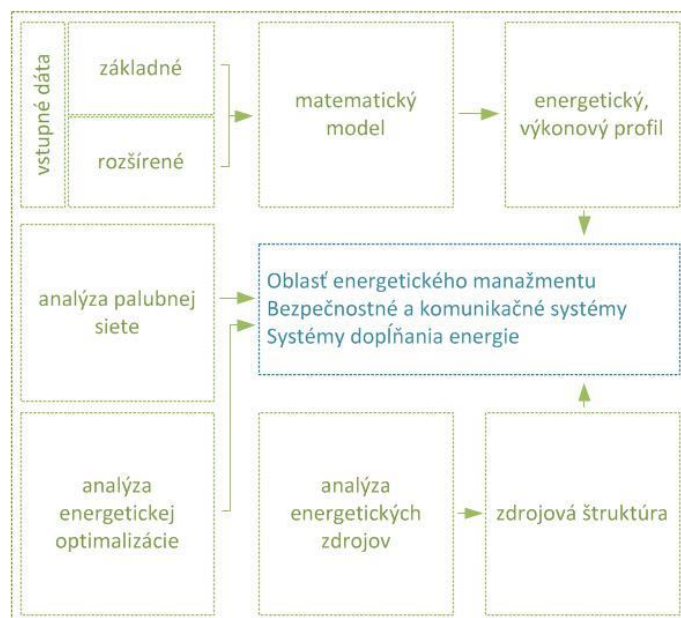 vstupné dáta
základné
rozšírené
matematický
model
energetický,
výkonový profil
analýza palubnej
siete
Oblasť energetického manažmentu
Bezpečnostné a komunikačné systémy
Systémy dopĺňania energie
analýza
energetickej
optimalizácie
analýza
energetických
zdrojov
zdrojová štruktúra